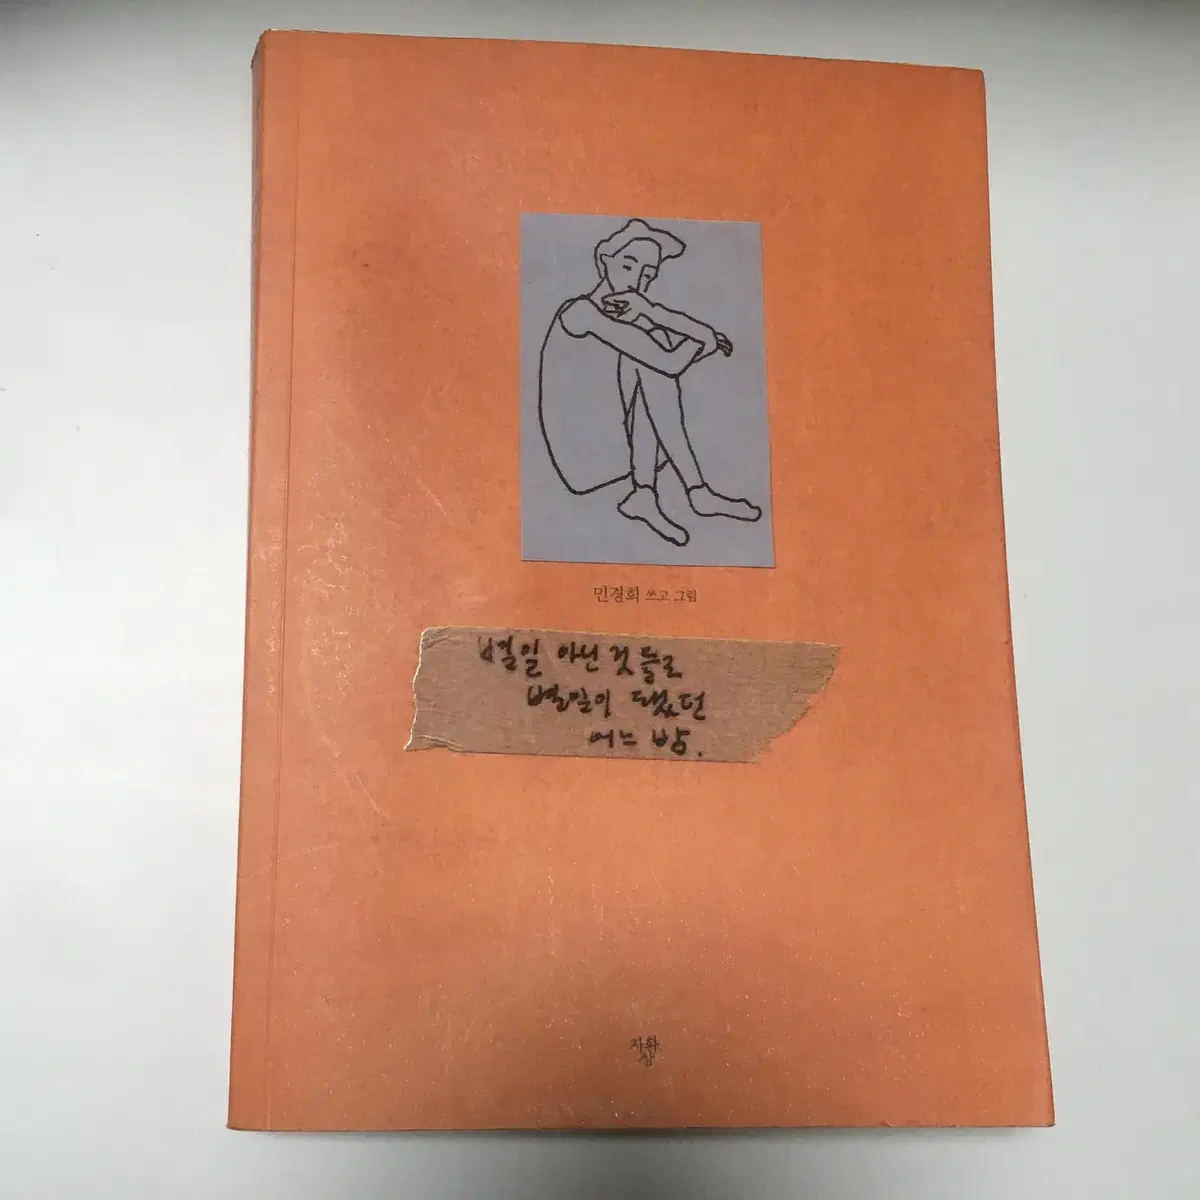 민경희 쓰고 그림
별일 아닌 것들로
별일이 됐던
어느 밤.
자화
상